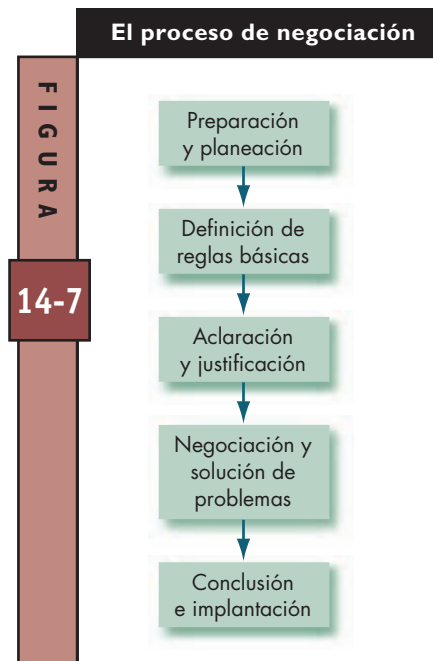 El proceso de negociación
FIGURA
14-7
Preparación
y planeación
Definición de
reglas básicas
Aclaración
y justificación
Negociación y
solución de
problemas
Conclusión
e implantación